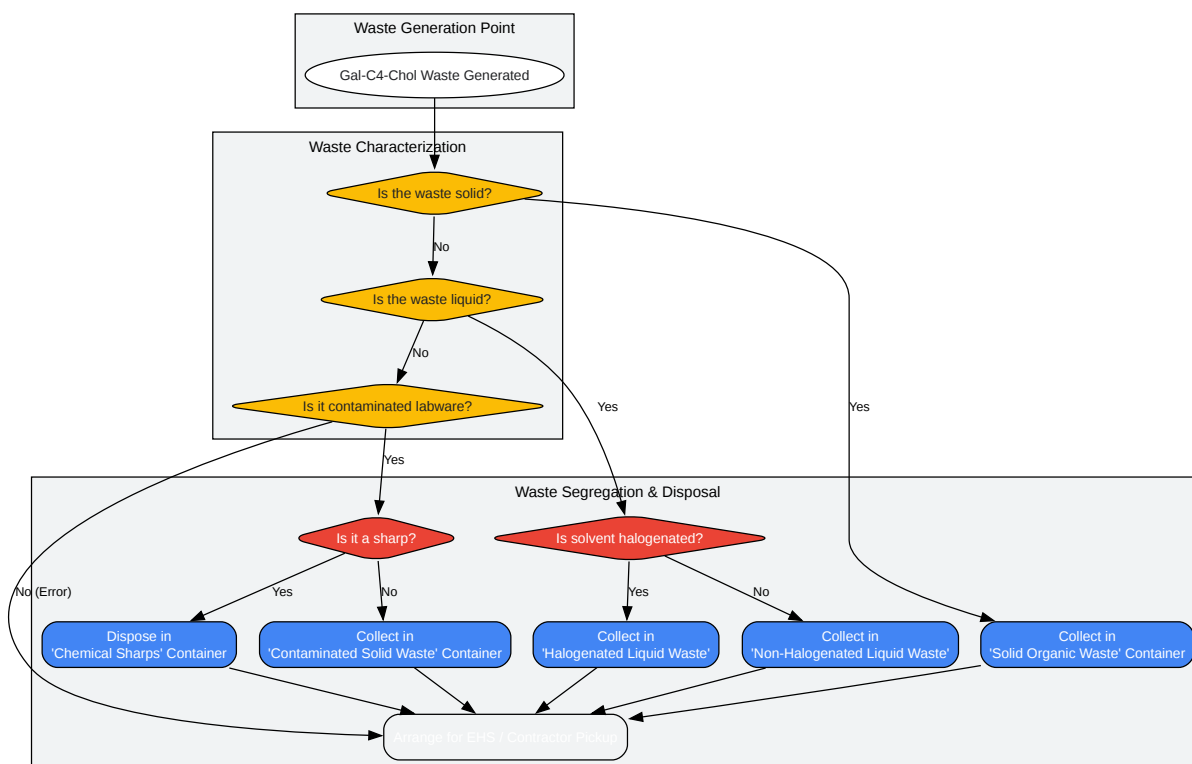 Waste Generation Point
Gal-C4-Chol Waste Generated
Waste Characterization
Is the waste solid?
No
Is the waste liquid?
No
Is it contaminated labware?
Yes
Yes
Yes
Waste Segregation & Disposal
Is it a sharp?
Is solvent halogenated?
No (Error)
Yes
No
Yes
No
Dispose in
'Chemical Sharps' Container
Collect in
'Contaminated Solid Waste' Container
Collect in
'Halogenated Liquid Waste'
Collect in
'Non-Halogenated Liquid Waste'
Collect in
'Solid Organic Waste' Container
Arrange for EHS / Contractor Pickup